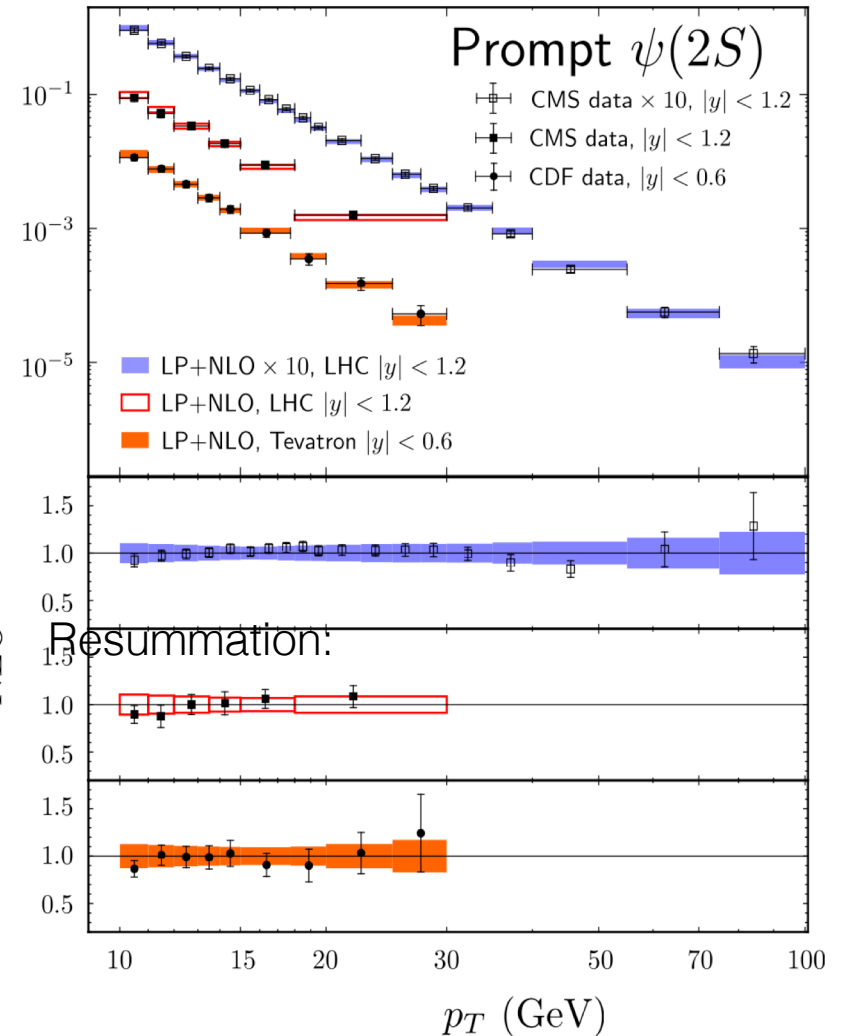 Prompt ψ(2S)
CMS data × 10, |y| < 1.2
CMS data, |y| < 1.2
CDF data, |y| < 0.6
10⁻¹
10⁻³
10⁻⁵
LP+NLO × 10, LHC |y| < 1.2
LP+NLO, LHC |y| < 1.2
LP+NLO, Tevatron |y| < 0.6
1.5
1.0
0.5
Resummation:
1.5
1.0
0.5
1.5
1.0
0.5
10 15 20 30 50 70 100
p_T (GeV)